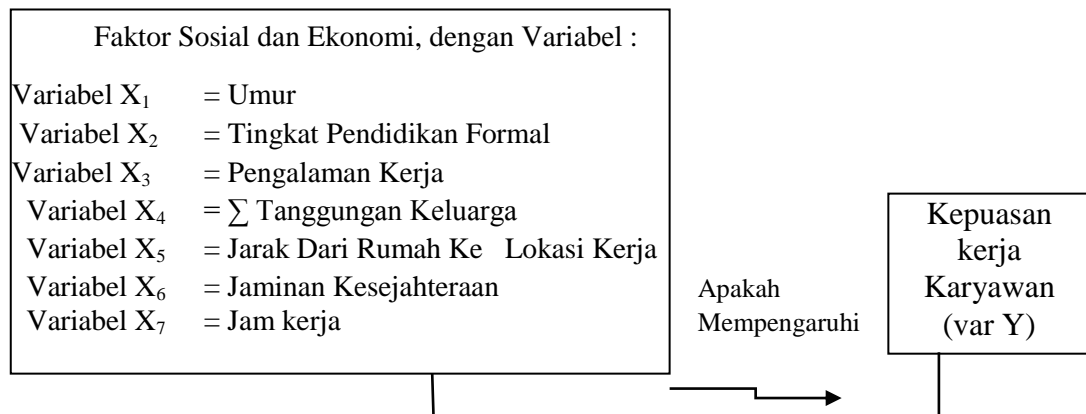 Faktor Sosial dan Ekonomi, dengan Variabel :
Variabel X₁ = Umur
Variabel X₂ = Tingkat Pendidikan Formal
Variabel X₃ = Pengalaman Kerja
Variabel X₄ = ∑ Tanggungan Keluarga
Variabel X₅ = Jarak Dari Rumah Ke Lokasi Kerja
Variabel X₆ = Jaminan Kesejahteraan
Variabel X₇ = Jam kerja
Apakah
Mempengaruhi
Kepuasan
kerja
Karyawan
(var Y)